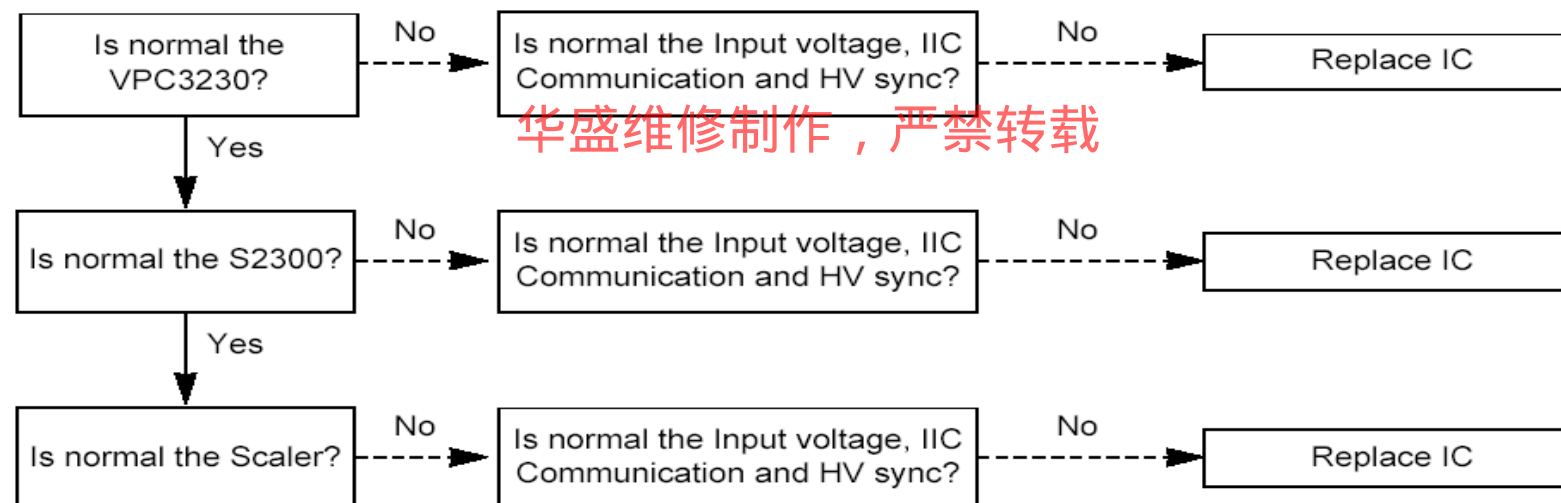 Is normal the
VPC3230?
No
Is normal the Input voltage, IIC
Communication and HV sync?
No
Replace IC
华盛维修制作，严禁转载
Yes
Is normal the S2300?
No
Is normal the Input voltage, IIC
Communication and HV sync?
No
Replace IC
Yes
Is normal the Scaler?
No
Is normal the Input voltage, IIC
Communication and HV sync?
No
Replace IC